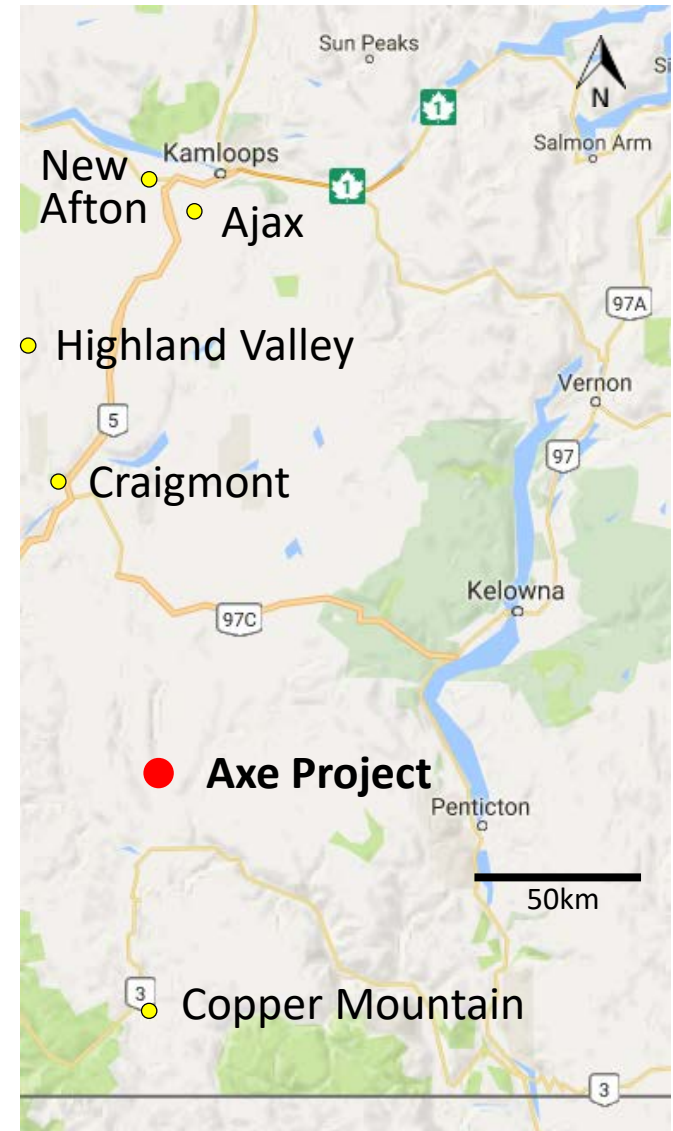 Sun Peaks
N
Si
1
Salmon Arm
Kamloops
New
Afton
1
Ajax
97A
Highland Valley
Vernon
5
97
Craigmont
Kelowna
97C
Axe Project
Penticton
50km
3
Copper Mountain
3